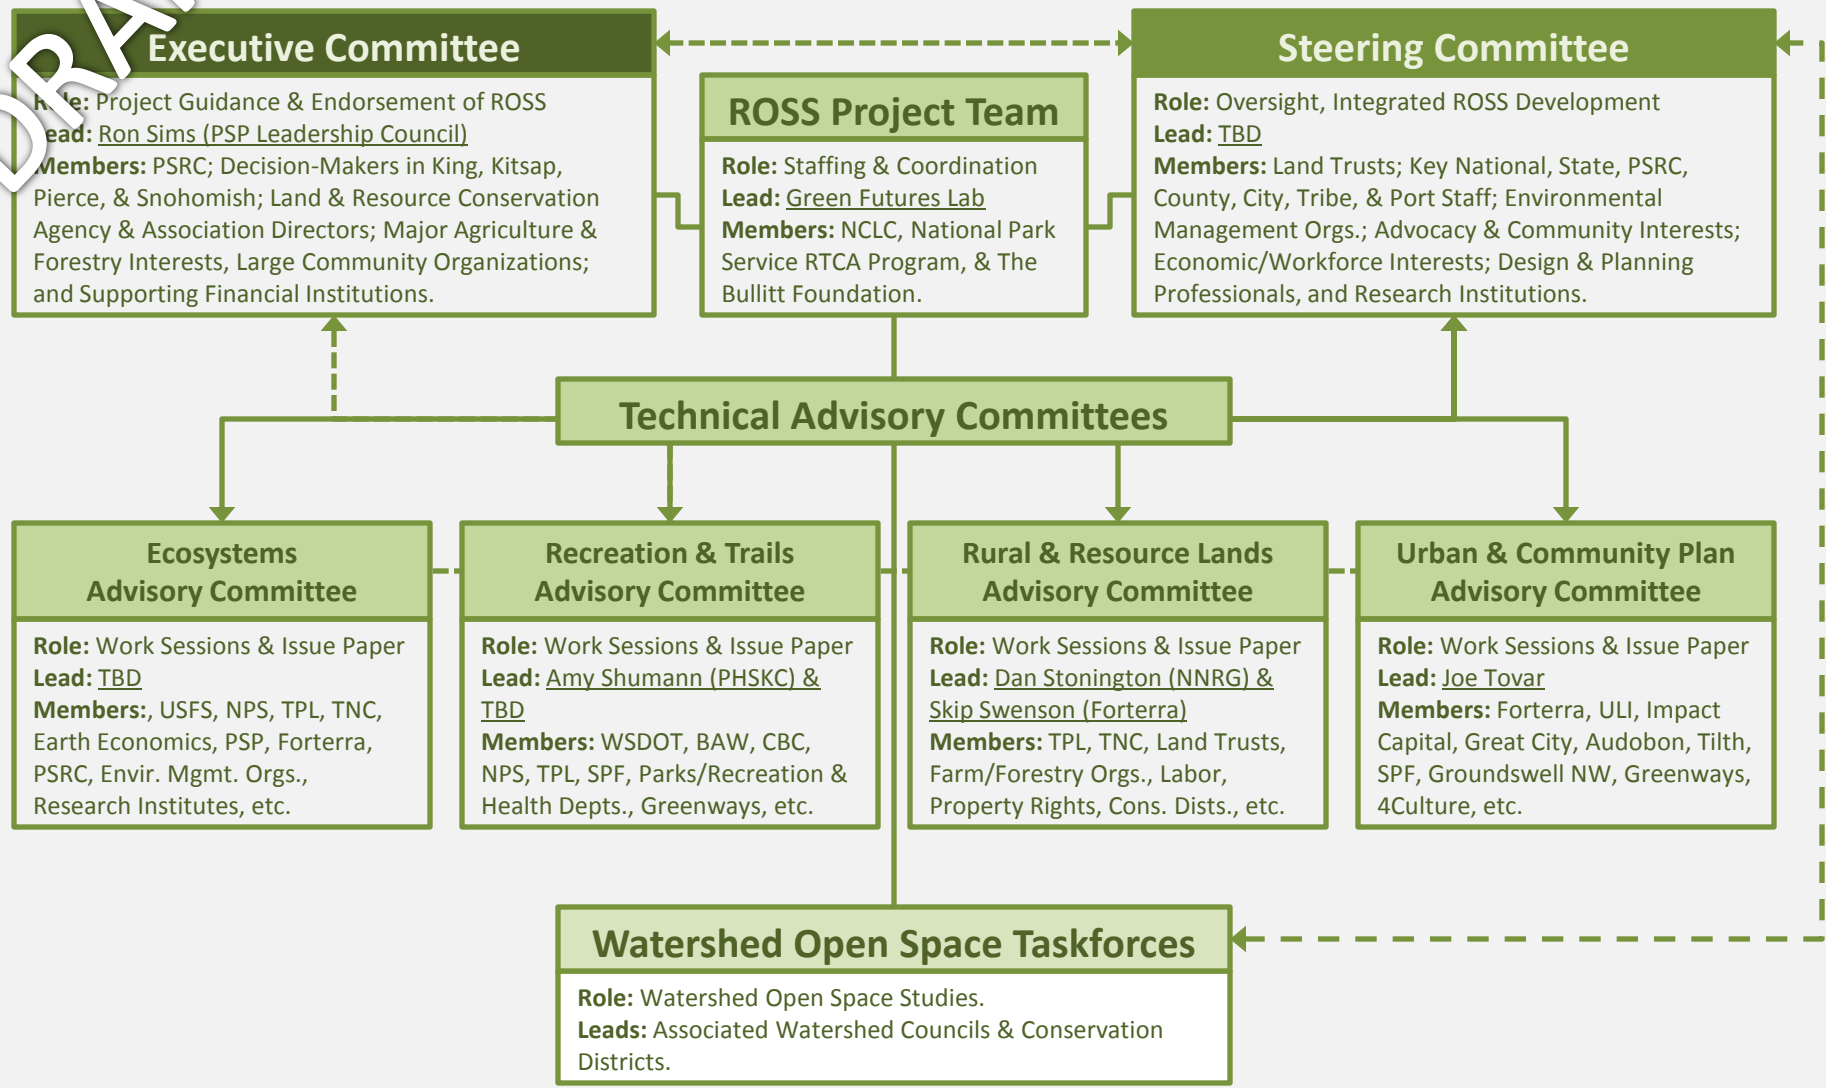 DRA
Executive Committee
Role: Project Guidance & Endorsement of ROSS
Lead: Ron Sims (PSP Leadership Council)
Members: PSRC; Decision-Makers in King, Kitsap,
Pierce, & Snohomish; Land & Resource Conservation
Agency & Association Directors; Major Agriculture &
Forestry Interests, Large Community Organizations;
and Supporting Financial Institutions.
ROSS Project Team
Role: Staffing & Coordination
Lead: Green Futures Lab
Members: NCLC, National Park
Service RTCA Program, & The
Bullitt Foundation.
Steering Committee
Role: Oversight, Integrated ROSS Development
Lead: TBD
Members: Land Trusts; Key National, State, PSRC,
County, City, Tribe, & Port Staff; Environmental
Management Orgs.; Advocacy & Community Interests;
Economic/Workforce Interests; Design & Planning
Professionals, and Research Institutions.
Technical Advisory Committees
Ecosystems
Advisory Committee
Role: Work Sessions & Issue Paper
Lead: TBD
Members:, USFS, NPS, TPL, TNC,
Earth Economics, PSP, Forterra,
PSRC, Envir. Mgmt. Orgs.,
Research Institutes, etc.
Recreation & Trails
Advisory Committee
Role: Work Sessions & Issue Paper
Lead: Amy Shumann (PHSKC) &
TBD
Members: WSDOT, BAW, CBC,
NPS, TPL, SPF, Parks/Recreation &
Health Depts., Greenways, etc.
Rural & Resource Lands
Advisory Committee
Role: Work Sessions & Issue Paper
Lead: Dan Stonington (NNRG) &
Skip Swenson (Forterra)
Members: TPL, TNC, Land Trusts,
Farm/Forestry Orgs., Labor,
Property Rights, Cons. Dists., etc.
Urban & Community Plan
Advisory Committee
Role: Work Sessions & Issue Paper
Lead: Joe Tovar
Members: Forterra, ULI, Impact
Capital, Great City, Audobon, Tilth,
SPF, Groundswell NW, Greenways,
4Culture, etc.
Watershed Open Space Taskforces
Role: Watershed Open Space Studies.
Leads: Associated Watershed Councils & Conservation
Districts.